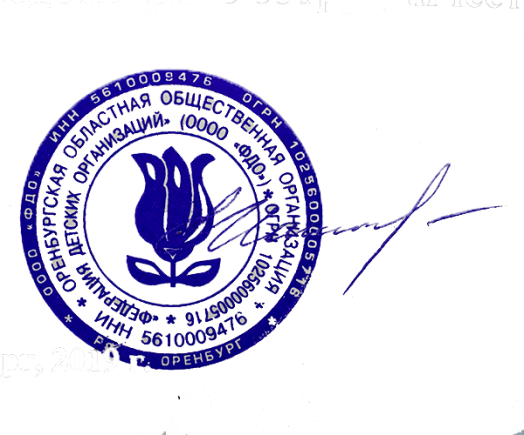 ОООО «ФДО» ИНН 5610009476 ОГРН 1025600005716
* РФ. ОРЕНБУРГ *
* ОРЕНБУРГСКАЯ ОБЛАСТНАЯ ОБЩЕСТВЕННАЯ ОРГАНИЗАЦИЯ *
ИНН 5610009476
«ФЕДЕРАЦИЯ ДЕТСКИХ ОРГАНИЗАЦИЙ» (ОООО «ФДО») * ОГРН 1025600005716 *
г.